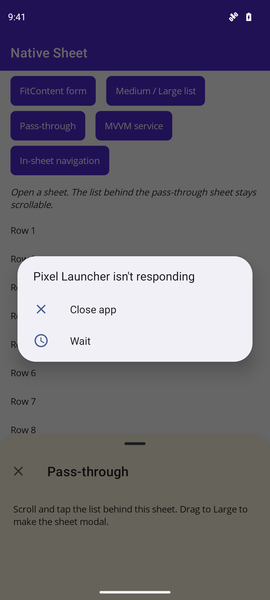 9:41
Native Sheet
FitContent form
Medium / Large list
Pass-through
MVVM service
In-sheet navigation
Open a sheet. The list behind the pass-through sheet stays
scrollable.
Row 1
Pixel Launcher isn't responding
Close app
Wait
Row 6
Row 7
Row 8
Pass-through
Scroll and tap the list behind this sheet. Drag to Large to
make the sheet modal.